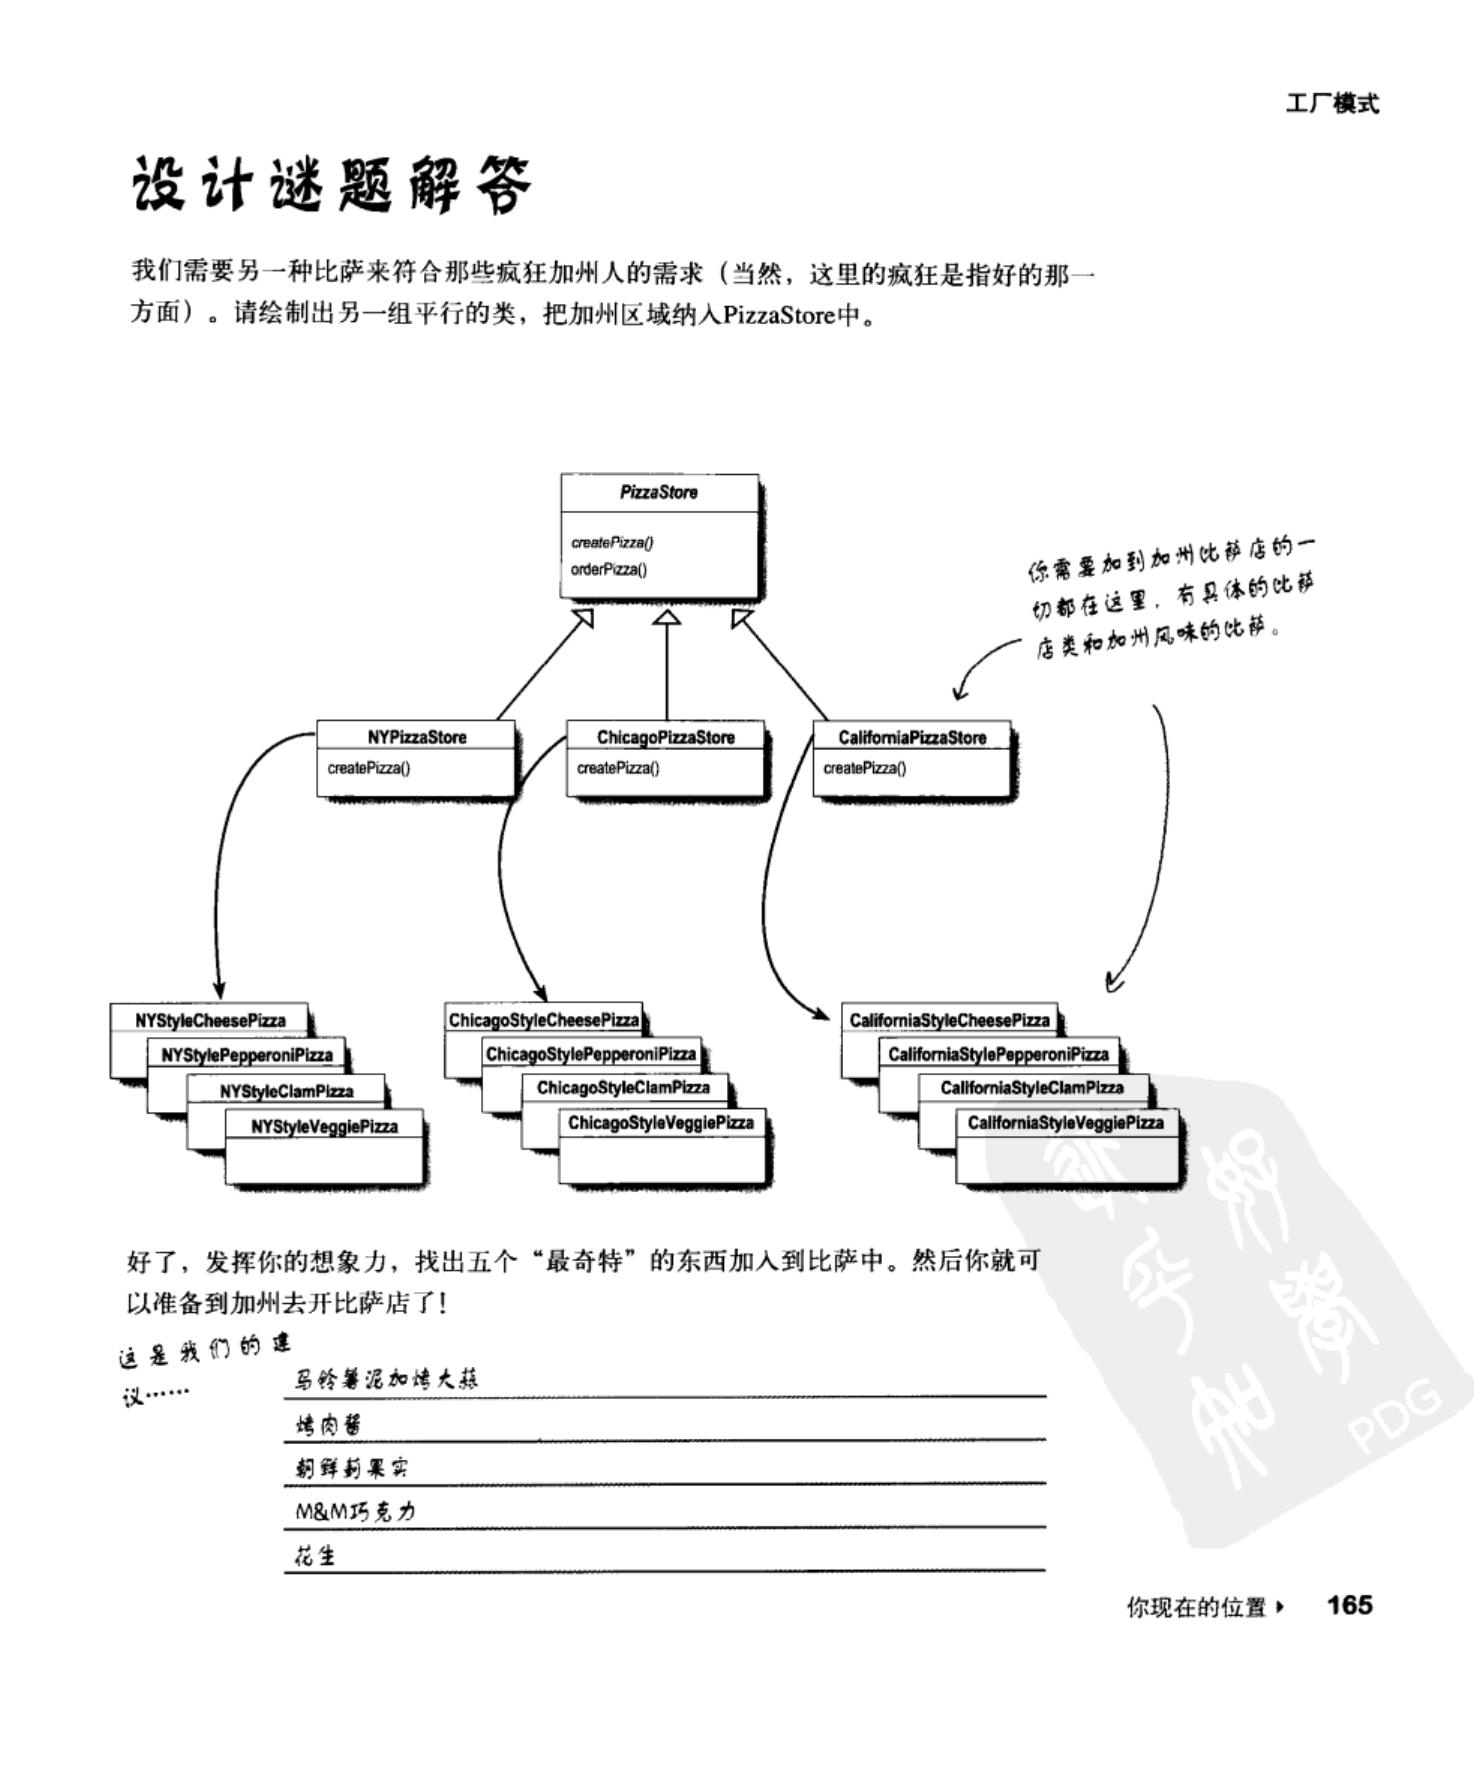 工厂模式
设计谜题解答
我们需要另一种比萨来符合那些疯狂加州人的需求（当然，这里的疯狂是指好的那一
方面）。请绘制出另一组平行的类，把加州区域纳入PizzaStore中。
PizzaStore
createPizza()
orderPizza()
你需要加到加州比萨店的一
切都在这里，有具体的比萨
店类和加州风味的比萨。
NYPizzaStore
createPizza()
ChicagoPizzaStore
createPizza()
CaliforniaPizzaStore
createPizza()
NYStyleCheesePizza
NYStylePepperoniPizza
NYStyleClamPizza
NYStyleVeggiePizza
ChicagoStyleCheesePizza
ChicagoStylePepperoniPizza
ChicagoStyleClamPizza
ChicagoStyleVeggiePizza
CaliforniaStyleCheesePizza
CaliforniaStylePepperoniPizza
CaliforniaStyleClamPizza
CaliforniaStyleVeggiePizza
好了，发挥你的想象力，找出五个“最奇特”的东西加入到比萨中。然后你就可
以准备到加州去开比萨店了！
这是我们的建
议……
马铃薯泥加烤大蒜
烤肉酱
朝鲜蓟果实
M&M巧克力
花生
PDG
你现在的位置 165